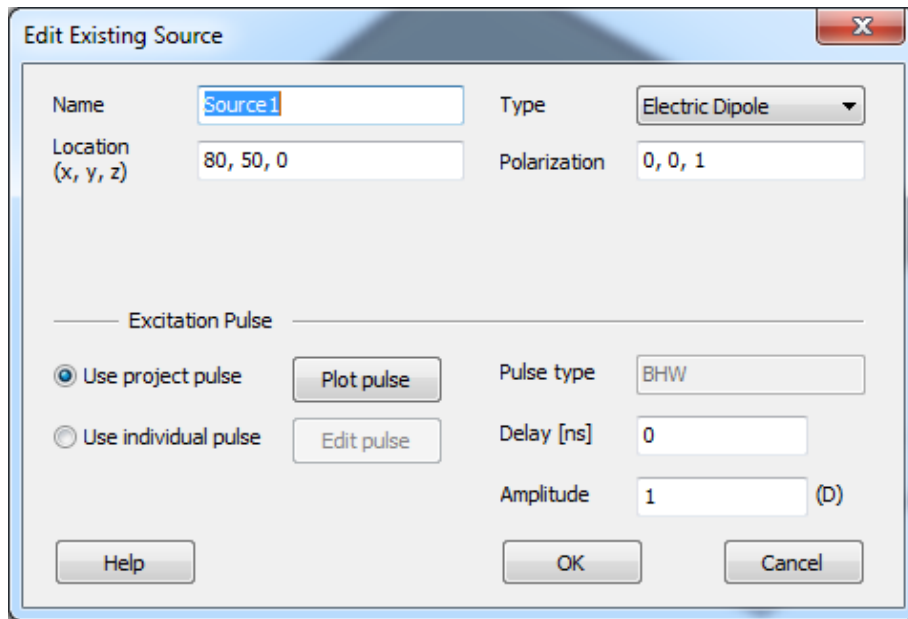 Edit Existing Source
Name Source1 Type Electric Dipole
Location
(x, y, z) 80, 50, 0 Polarization 0, 0, 1
Excitation Pulse
Use project pulse Plot pulse Pulse type BHW
Use individual pulse Edit pulse Delay [ns] 0
Amplitude 1 (D)
Help OK Cancel